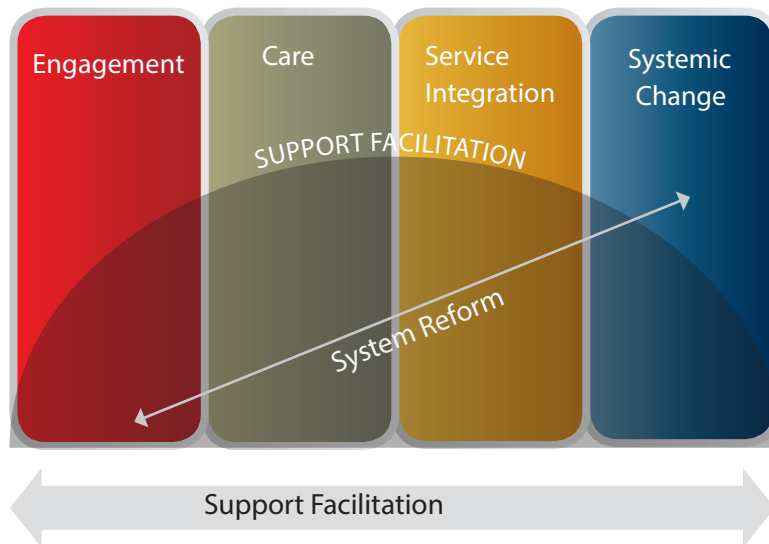 Engagement
Care
Service
Integration
Systemic
Change
SUPPORT FACILITATION
System Reform
Support Facilitation